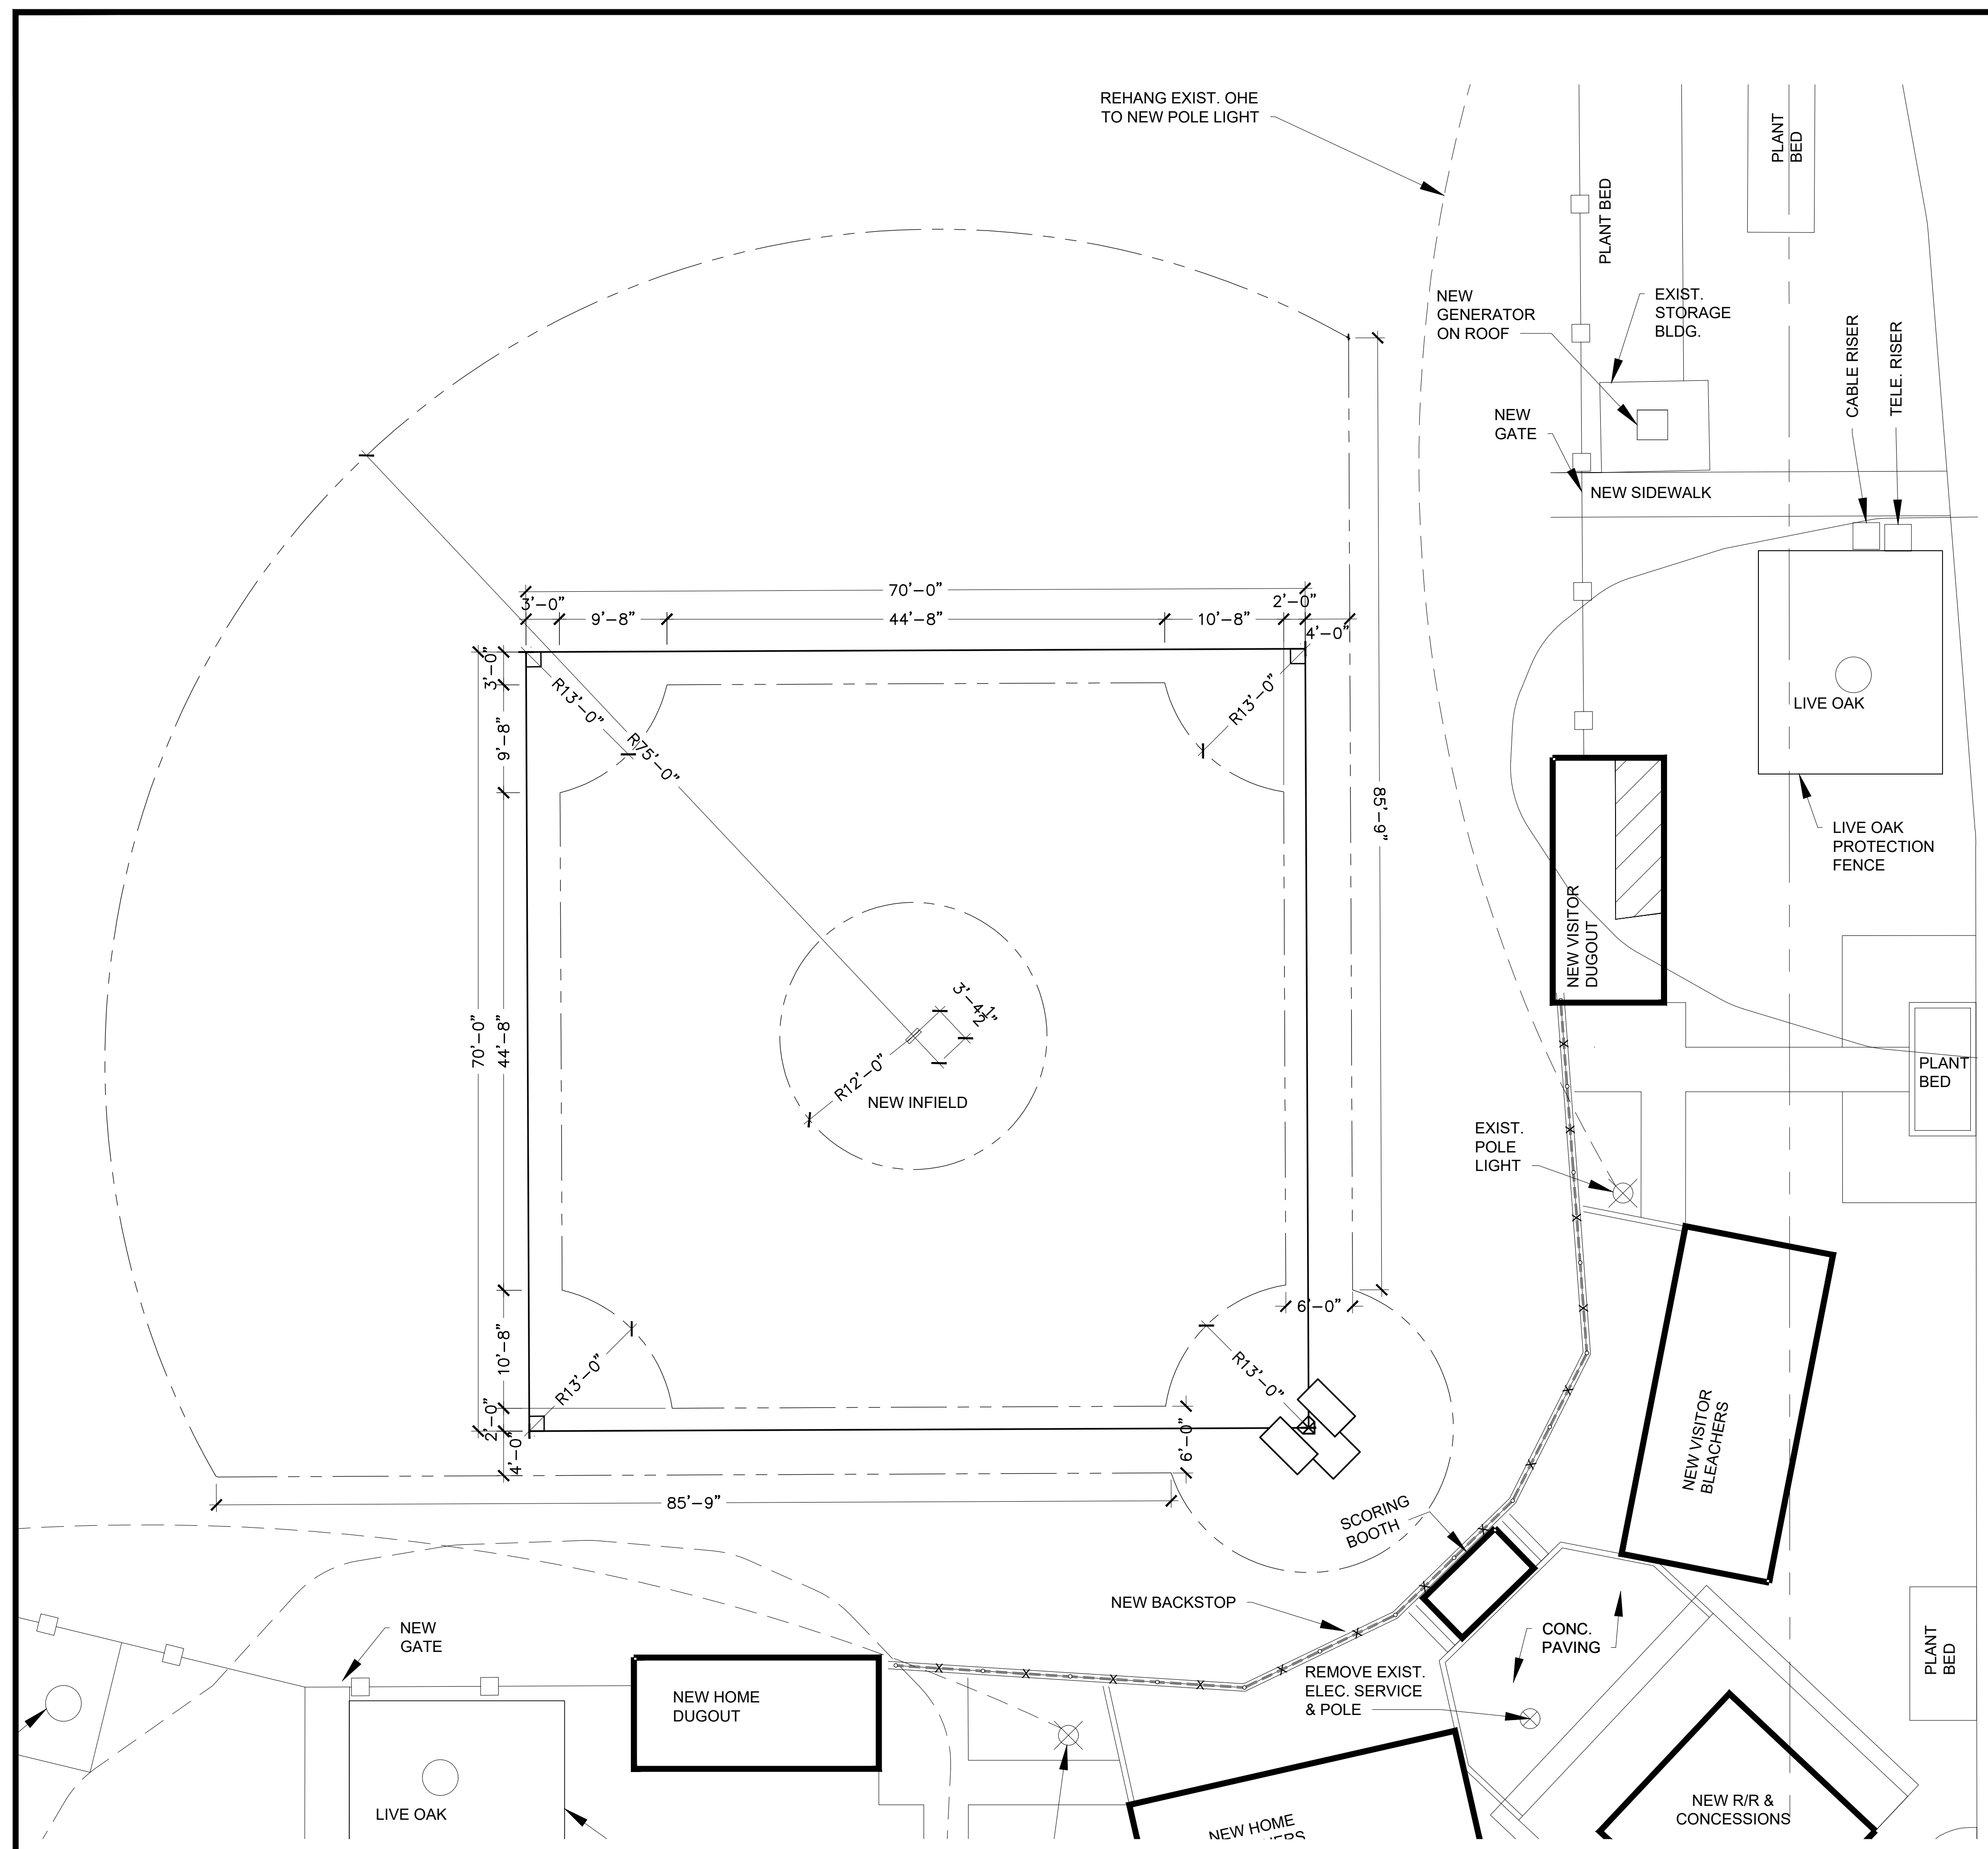 REHANG EXIST. OHE
TO NEW POLE LIGHT
PLANT
BED
PLANT BED
NEW
GENERATOR
ON ROOF
EXIST.
STORAGE
BLDG.
CABLE RISER
TELE. RISER
NEW
GATE
NEW SIDEWALK
70'-0"
3'-0"
9'-8"
44'-8"
10'-8"
2'-0"
4'-0"
3'-0"
R13'-0"
R13'-0"
R75'-0"
9'-8"
LIVE OAK
85'-9"
LIVE OAK
PROTECTION
FENCE
NEW VISITOR
DUGOUT
70'-0"
44'-8"
3'-4 1/2"
R12'-0"
NEW INFIELD
PLANT
BED
EXIST.
POLE
LIGHT
6'-0"
10'-8"
R13'-0"
R13'-0"
2'-0"
4'-0"
6'-0"
NEW VISITOR
BLEACHERS
85'-9"
SCORING
BOOTH
NEW BACKSTOP
NEW
GATE
CONC.
PAVING
PLANT
BED
REMOVE EXIST.
ELEC. SERVICE
& POLE
NEW HOME
DUGOUT
LIVE OAK
NEW HOME
NEW R/R &
CONCESSIONS